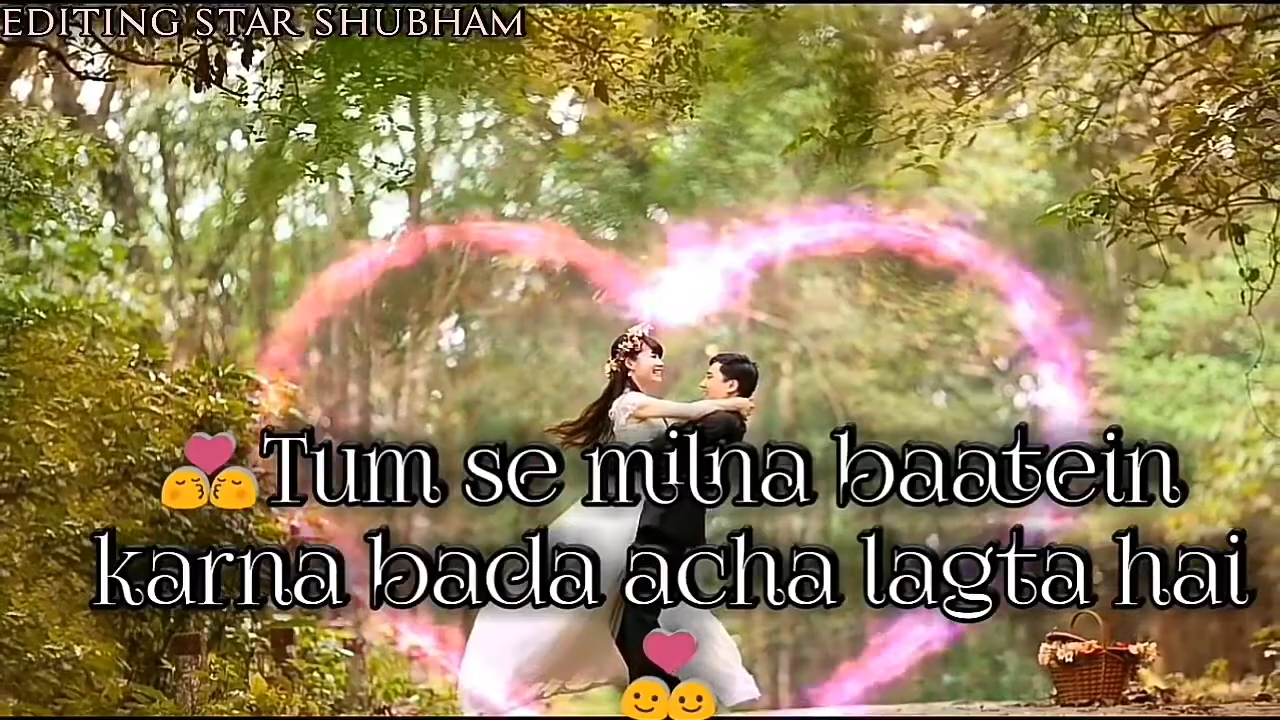 EDITING STAR SHUBHAM
💏Tum se milna baatein
karna bada acha lagta hai
💑